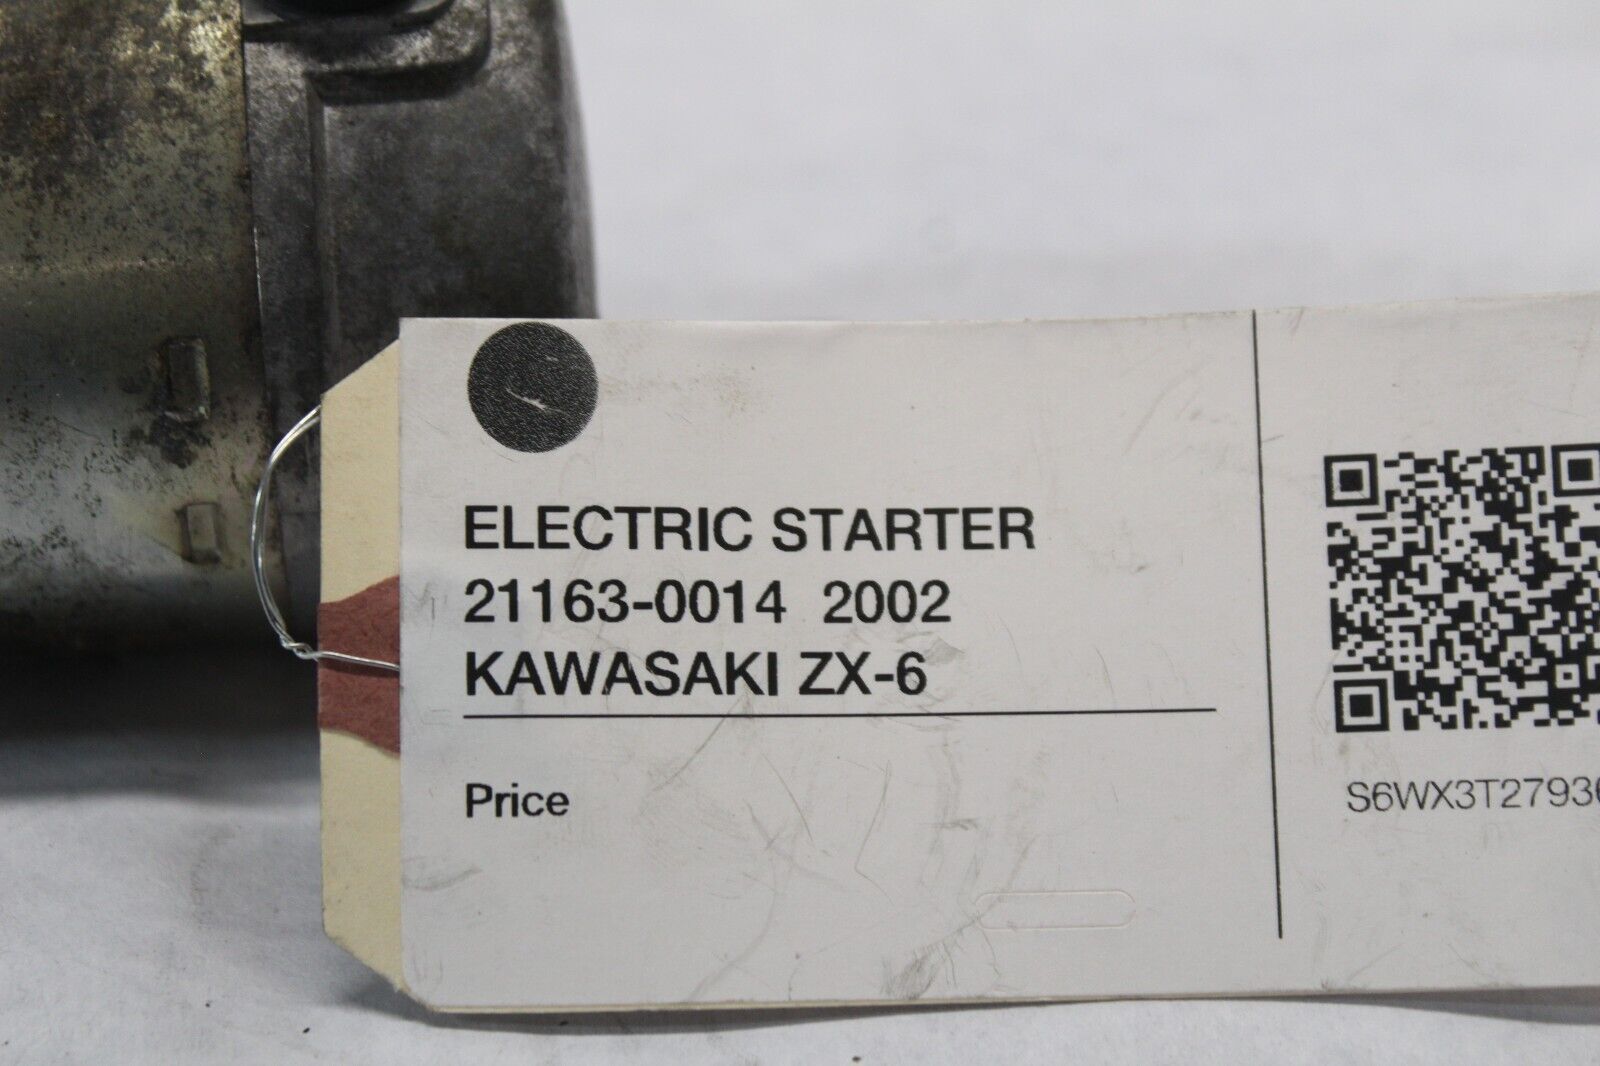 ELECTRIC STARTER
21163-0014 2002
KAWASAKI ZX-6
Price
S6WX3T2793